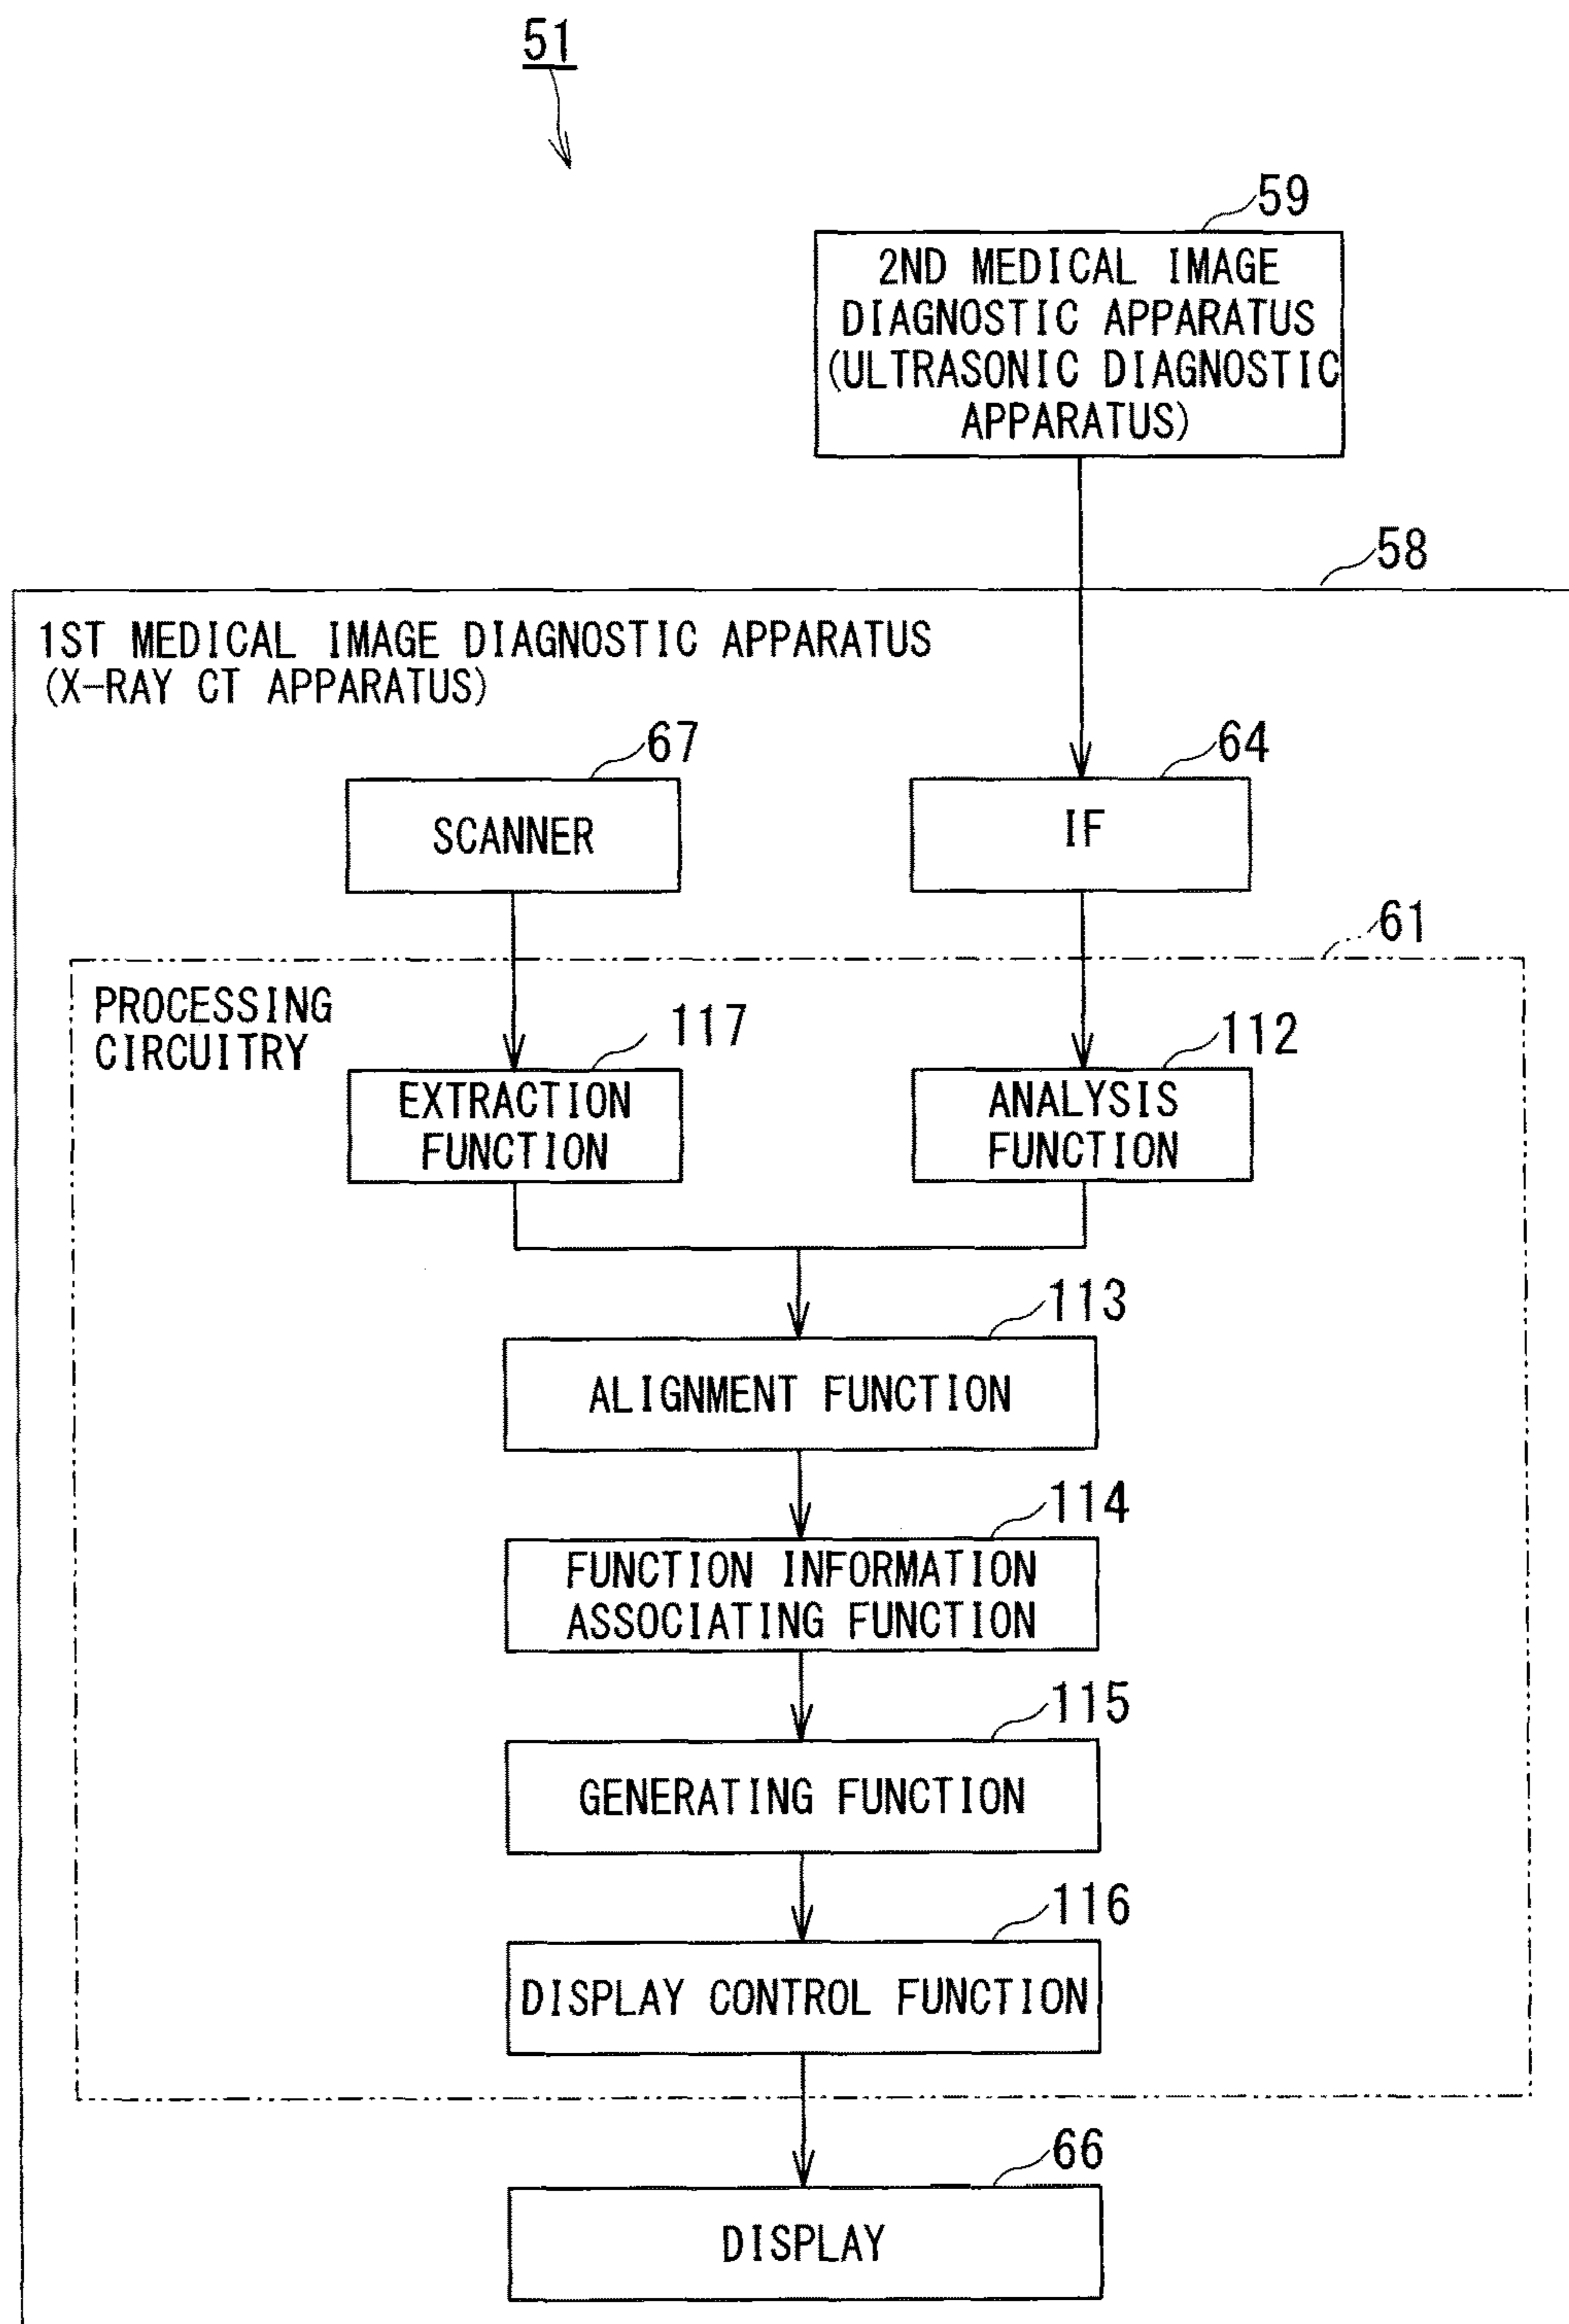 51
59
2ND MEDICAL IMAGE
DIAGNOSTIC APPARATUS
(ULTRASONIC DIAGNOSTIC
APPARATUS)
58
1ST MEDICAL IMAGE DIAGNOSTIC APPARATUS
(X-RAY CT APPARATUS)
67
SCANNER
64
IF
61
PROCESSING
CIRCUITRY
117
EXTRACTION
FUNCTION
112
ANALYSIS
FUNCTION
113
ALIGNMENT FUNCTION
114
FUNCTION INFORMATION
ASSOCIATING FUNCTION
115
GENERATING FUNCTION
116
DISPLAY CONTROL FUNCTION
66
DISPLAY